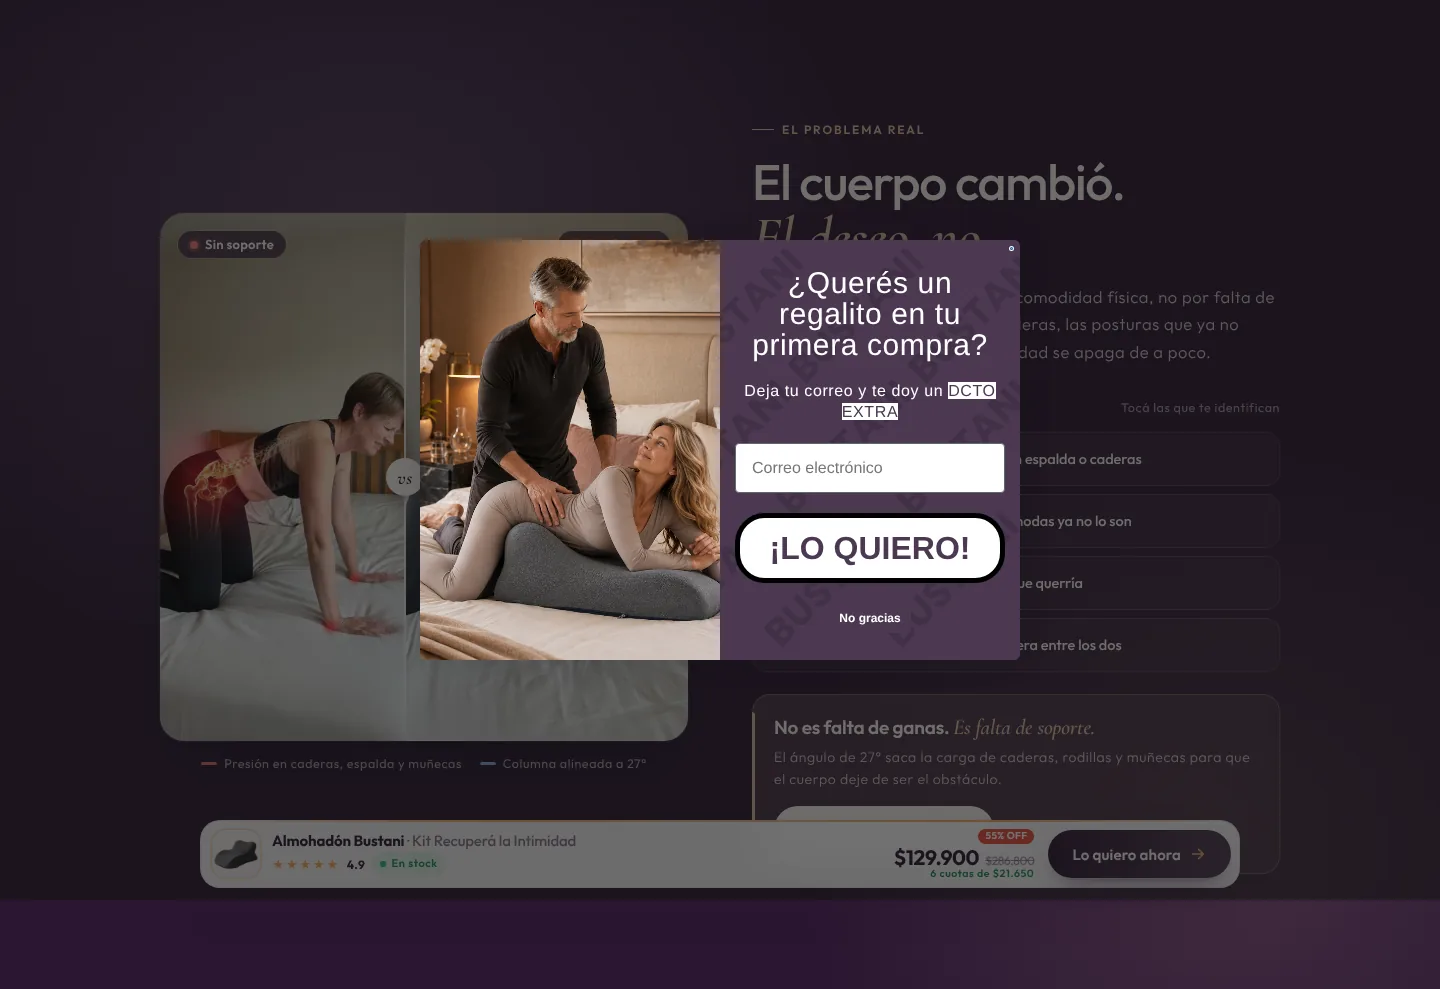 EL PROBLEMA REAL
El cuerpo cambió.
El deseo, no
Sin soporte
vs
Presión en caderas, espalda y muñecas
Columna alineada a 27°
¿Querés un
regalito en tu
primera compra?
Deja tu correo y te doy un DCTO
EXTRA
Correo electrónico
¡LO QUIERO!
No gracias
comodidad física, no por falta de
eras, las posturas que ya no
dad se apaga de a poco.
Tocá las que te identifican
espalda o caderas
modas ya no lo son
ue querría
era entre los dos
No es falta de ganas. Es falta de soporte.
El ángulo de 27° saca la carga de caderas, rodillas y muñecas para que
el cuerpo deje de ser el obstáculo.
Almohadón Bustani · Kit Recuperá la Intimidad
4.9
En stock
55% OFF
$129.900 $286.800
6 cuotas de $21.650
Lo quiero ahora